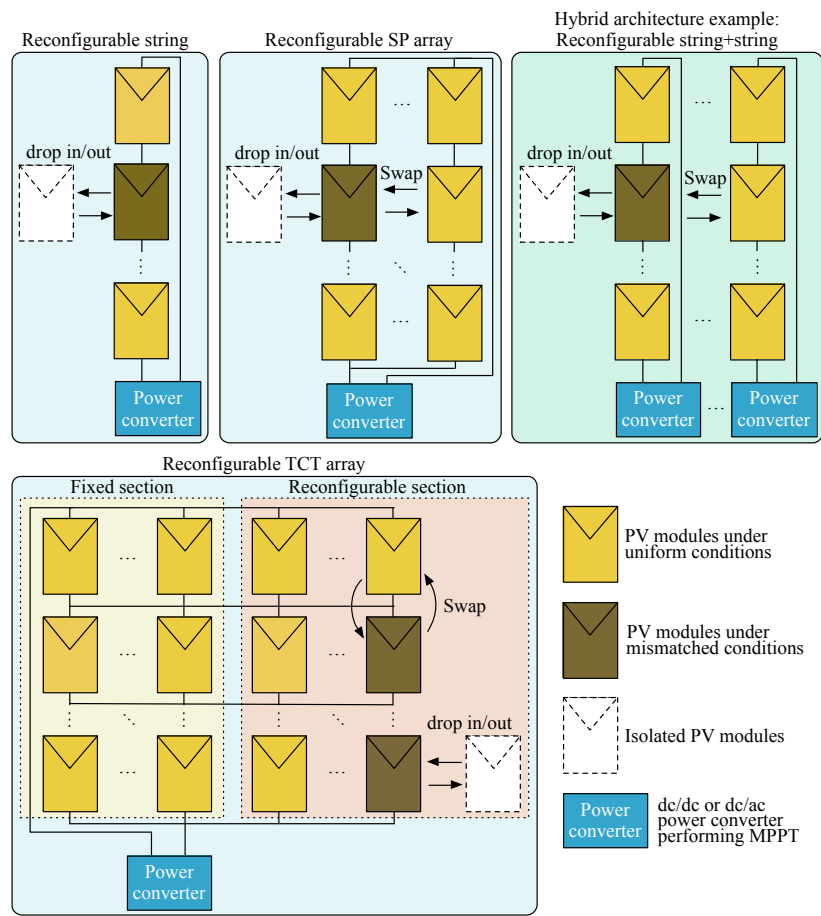 Reconfigurable string
drop in/out
Power
converter
Reconfigurable SP array
drop in/out
Swap
Power
converter
Hybrid architecture example:
Reconfigurable string+string
drop in/out
Swap
Power
converter
Power
converter
Reconfigurable TCT array
Fixed section
Reconfigurable section
Swap
drop in/out
Power
converter
PV modules under
uniform conditions
PV modules under
mismatched conditions
Isolated PV modules
Power
converter
dc/dc or dc/ac
power converter
performing MPPT